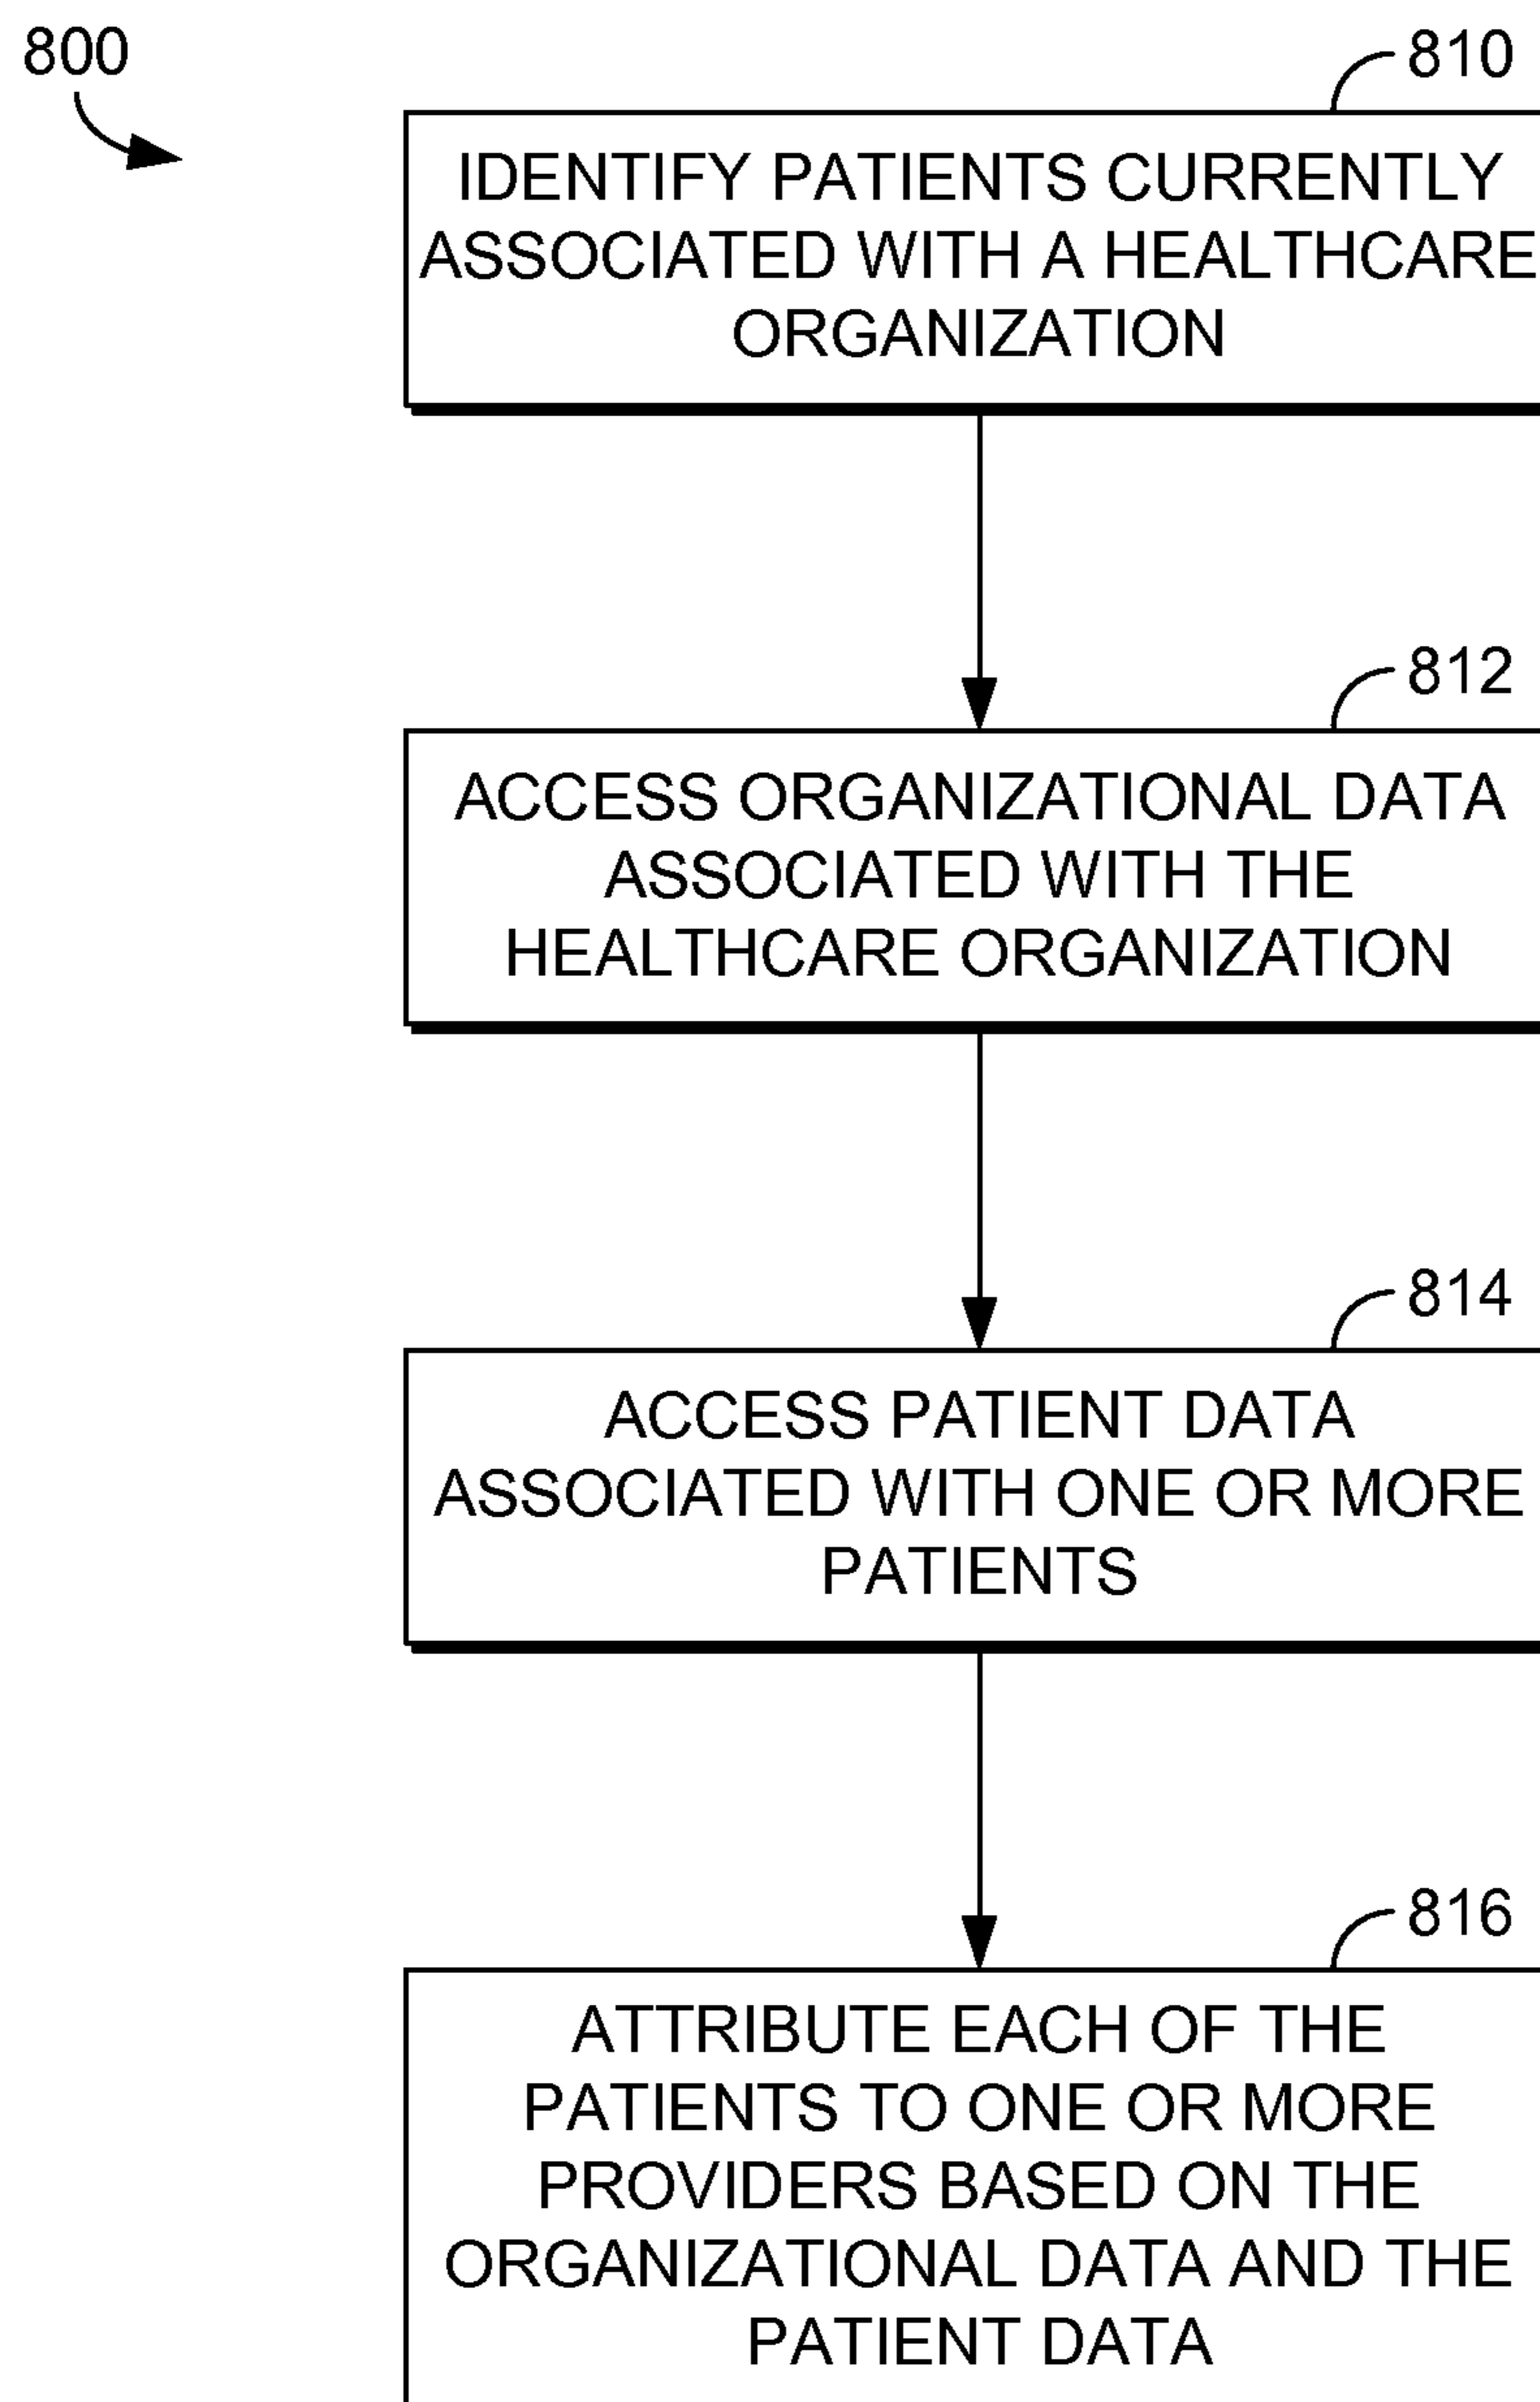 800
810
IDENTIFY PATIENTS CURRENTLY
ASSOCIATED WITH A HEALTHCARE
ORGANIZATION
812
ACCESS ORGANIZATIONAL DATA
ASSOCIATED WITH THE
HEALTHCARE ORGANIZATION
814
ACCESS PATIENT DATA
ASSOCIATED WITH ONE OR MORE
PATIENTS
816
ATTRIBUTE EACH OF THE
PATIENTS TO ONE OR MORE
PROVIDERS BASED ON THE
ORGANIZATIONAL DATA AND THE
PATIENT DATA